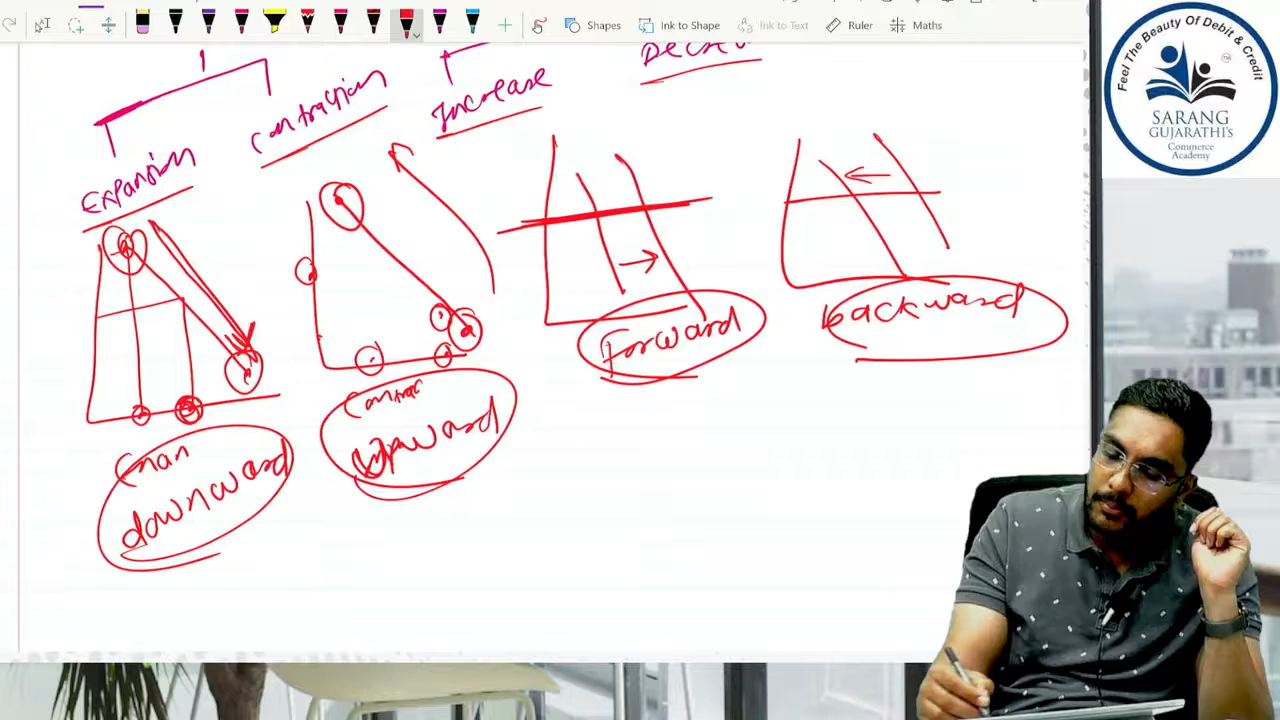 Shapes
Ink to Shape
Ink to Text
Ruler
Maths
Feel The Beauty Of Debit & Credit
TM
SARANG
GUJARATHI's
Commerce
Academy
Expansion
Contraction
Increase
downward
upward
Forward
backward